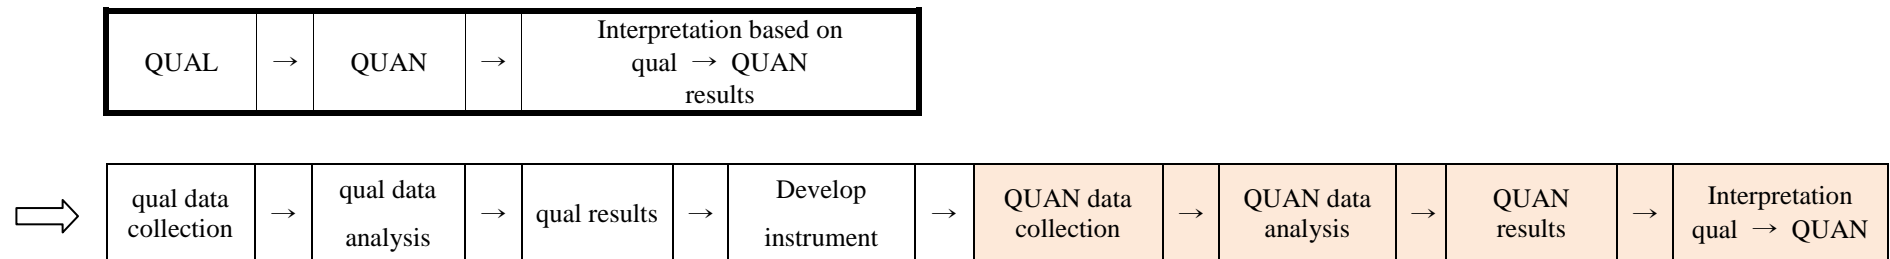 QUAL → QUAN → Interpretation based on
qual → QUAN
results
qual data
collection
→
qual data
analysis
→
qual results
→
Develop
instrument
→
QUAN data
collection
→
QUAN data
analysis
→
QUAN
results
→
Interpretation
qual → QUAN